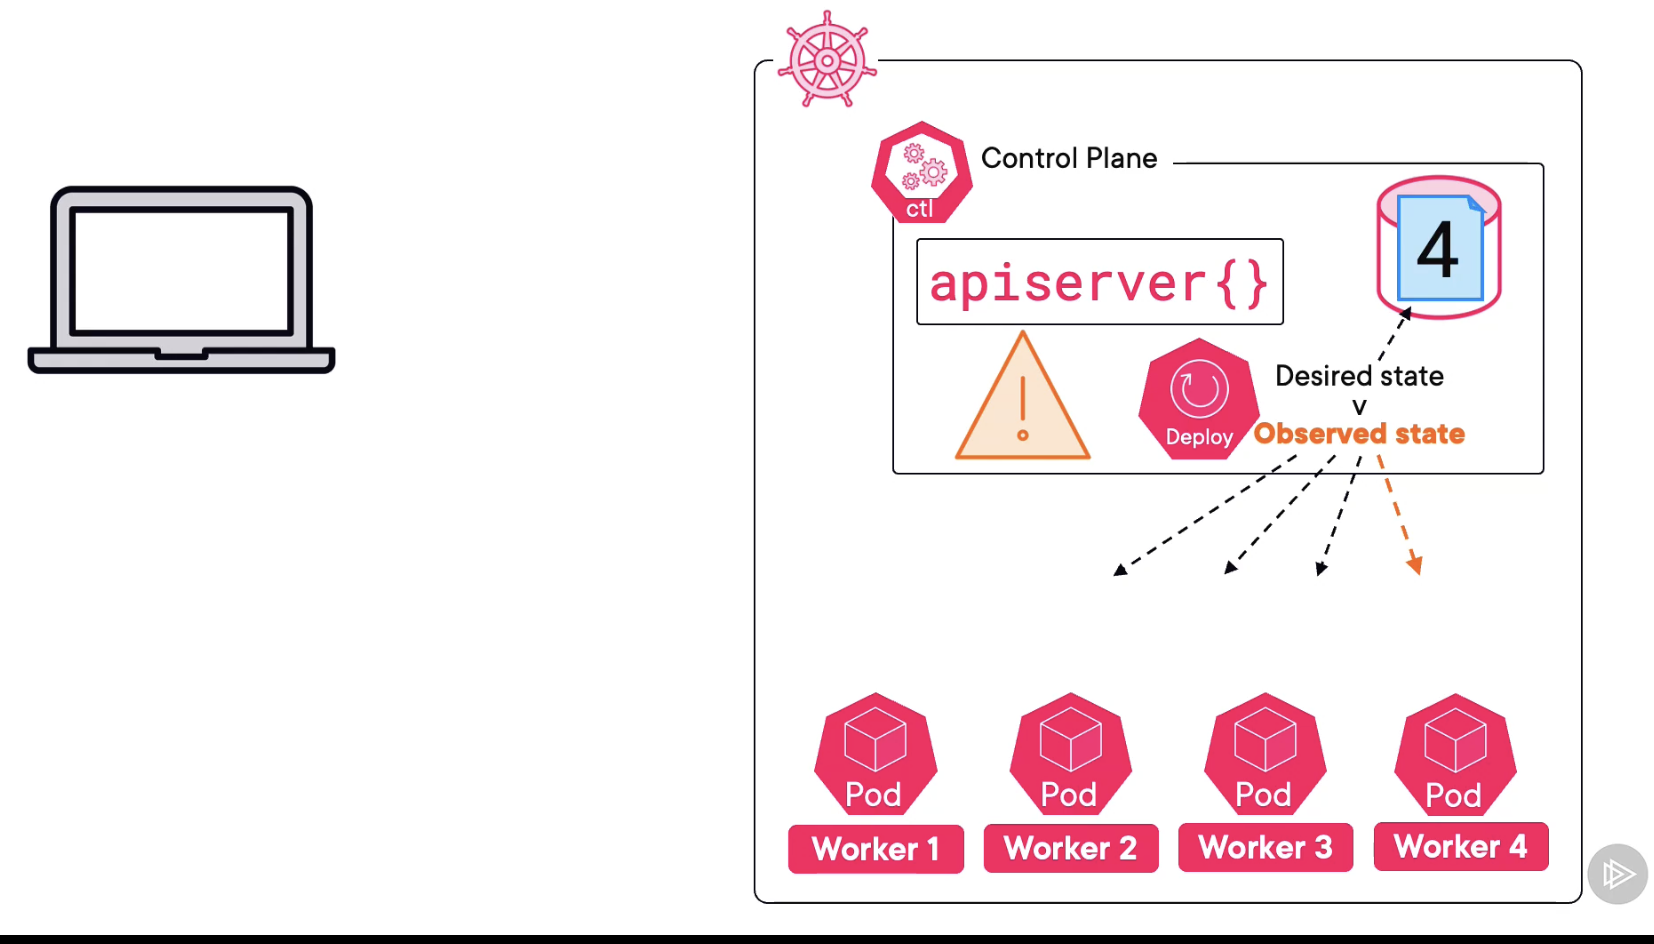 Control Plane
ctl
4
apiserver{}
Desired state
v
Observed state
Deploy
Pod
Pod
Pod
Pod
Worker 1
Worker 2
Worker 3
Worker 4